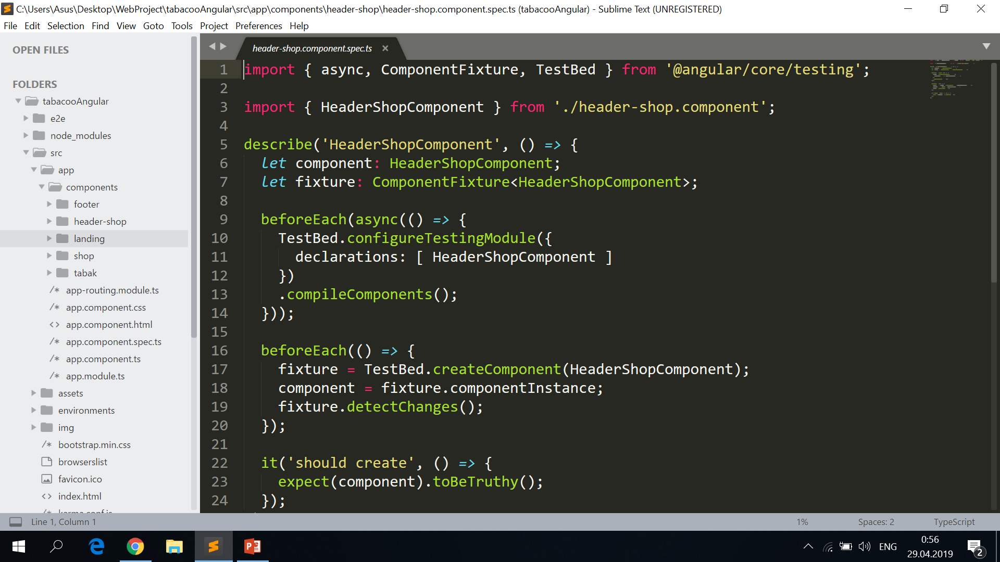 C:\Users\Asus\Desktop\WebProject\tabacooAngular\src\app\components\header-shop\header-shop.component.spec.ts (tabacooAngular) - Sublime Text (UNREGISTERED)
File Edit Selection Find View Goto Tools Project Preferences Help
OPEN FILES
FOLDERS
tabacooAngular
e2e
node_modules
src
app
components
footer
header-shop
landing
shop
tabak
/* app-routing.module.ts
/* app.component.css
<> app.component.html
/* app.component.spec.ts
/* app.component.ts
/* app.module.ts
assets
environments
img
/* bootstrap.min.css
browserslist
favicon.ico
<> index.html
/* karma.conf.js
header-shop.component.spec.ts ×
1 import { async, ComponentFixture, TestBed } from '@angular/core/testing';
2
3 import { HeaderShopComponent } from './header-shop.component';
4
5 describe('HeaderShopComponent', () => {
6   let component: HeaderShopComponent;
7   let fixture: ComponentFixture<HeaderShopComponent>;
8
9   beforeEach(async(() => {
10     TestBed.configureTestingModule({
11       declarations: [ HeaderShopComponent ]
12     })
13     .compileComponents();
14   }));
15
16   beforeEach(() => {
17     fixture = TestBed.createComponent(HeaderShopComponent);
18     component = fixture.componentInstance;
19     fixture.detectChanges();
20   });
21
22   it('should create', () => {
23     expect(component).toBeTruthy();
24   });
Line 1, Column 1
1%
Spaces: 2
TypeScript
ENG
0:56
29.04.2019
2